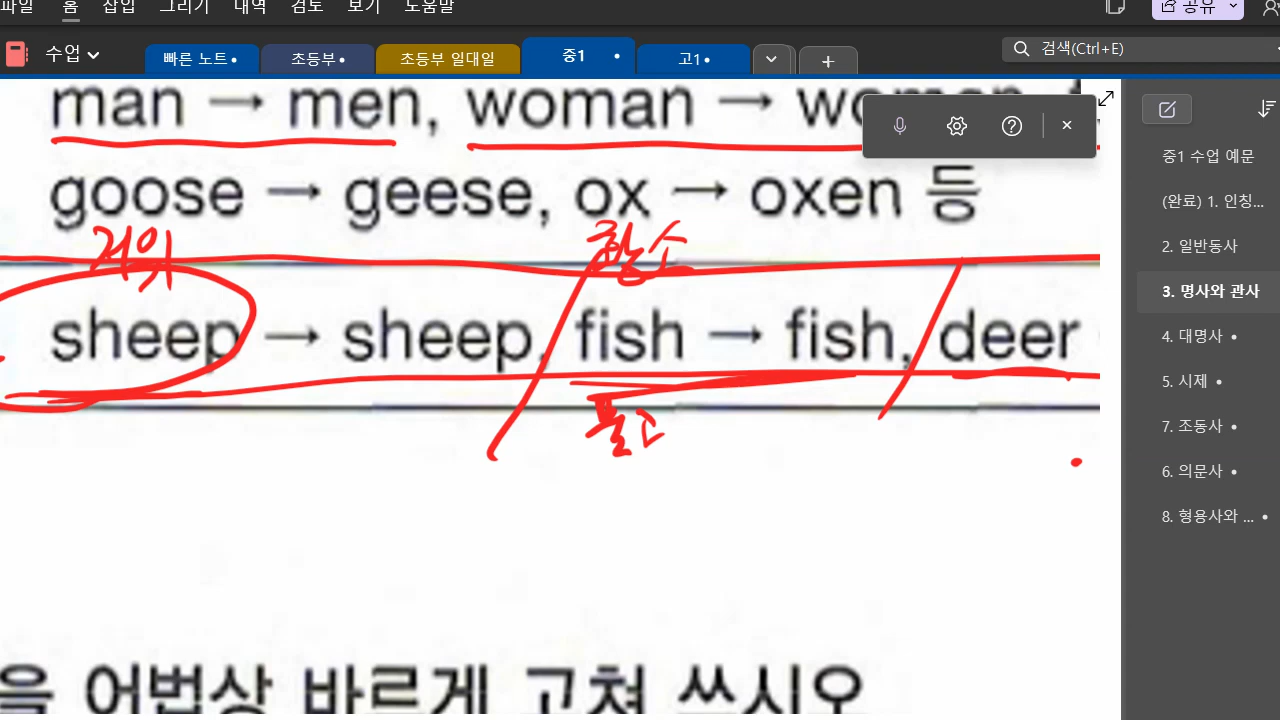 파일 홈 삽입 그리기 내역 검토 보기 도움말 공유
수업 빠른 노트 초등부 초등부 일대일 중1 고1 + 검색(Ctrl+E)
man → men, woman →
goose → geese, ox → oxen 등
거위 황소
sheep → sheep, fish → fish, deer
을 어법상 바르게 고쳐 쓰시오
중1 수업 예문
(완료) 1. 인칭...
2. 일반동사
3. 명사와 관사
4. 대명사
5. 시제
7. 조동사
6. 의문사
8. 형용사와 ...